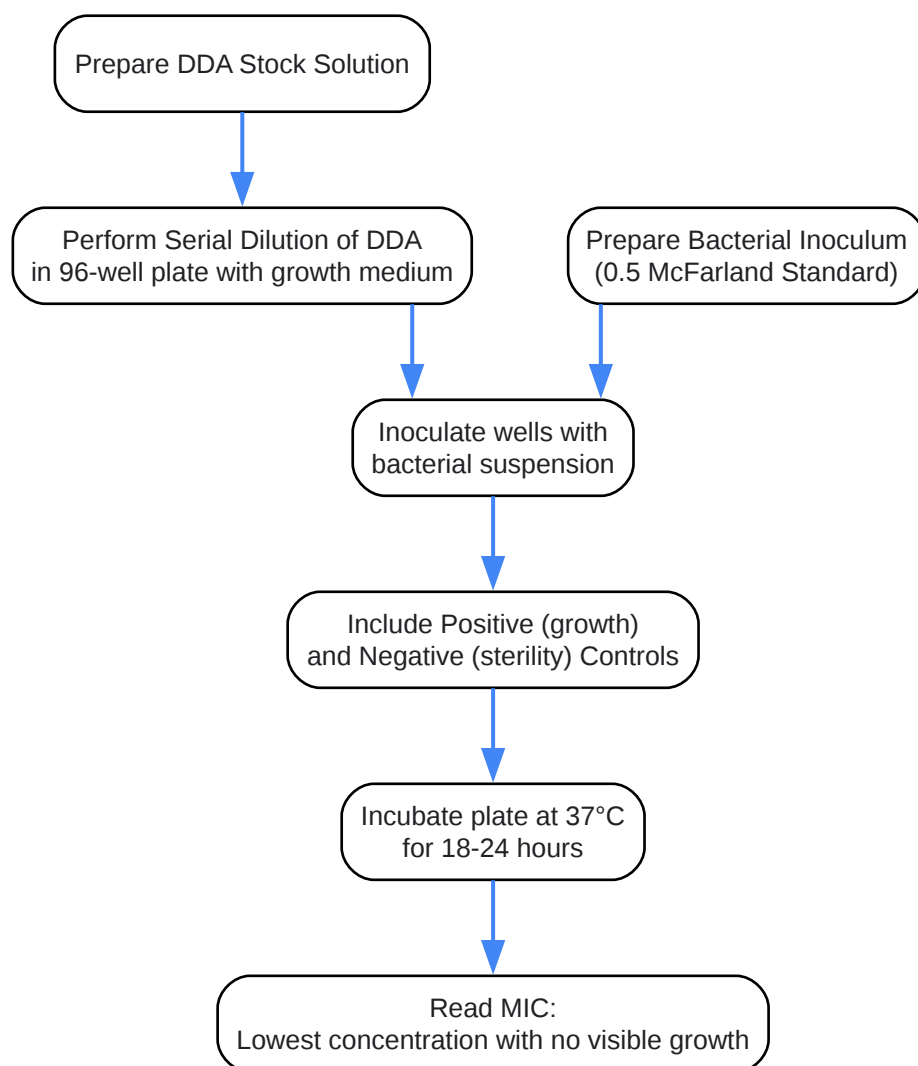 Prepare DDA Stock Solution
Perform Serial Dilution of DDA
in 96-well plate with growth medium
Prepare Bacterial Inoculum
(0.5 McFarland Standard)
Inoculate wells with
bacterial suspension
Include Positive (growth)
and Negative (sterility) Controls
Incubate plate at 37°C
for 18-24 hours
Read MIC:
Lowest concentration with no visible growth